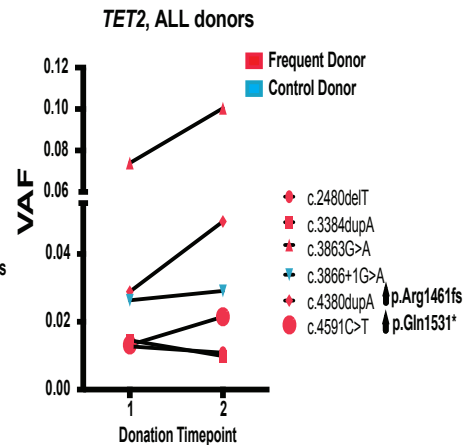 TET2, ALL donors
Frequent Donor
Control Donor
VAF
0.12
0.10
0.08
0.06
0.04
0.02
0.00
1
2
Donation Timepoint
c.2480delT
c.3384dupA
c.3863G>A
c.3866+1G>A
c.4380dupA p.Arg1461fs
c.4591C>T p.Gln1531*
s